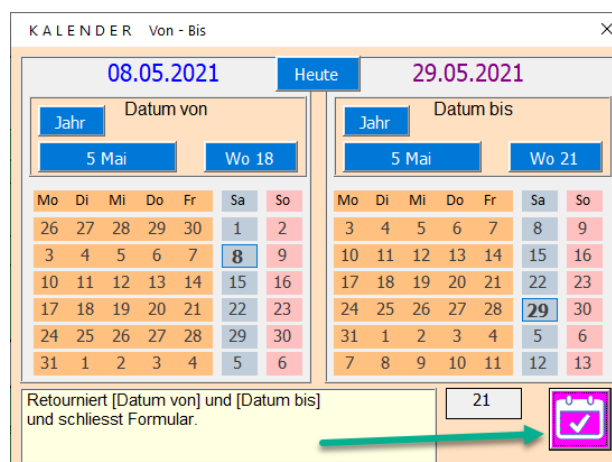 KALENDER Von - Bis
08.05.2021
Heute
29.05.2021
Datum von
Jahr
5 Mai
Wo 18
Mo Di Mi Do Fr Sa So
26 27 28 29 30 1 2
3 4 5 6 7 8 9
10 11 12 13 14 15 16
17 18 19 20 21 22 23
24 25 26 27 28 29 30
31 1 2 3 4 5 6
Datum bis
Jahr
5 Mai
Wo 21
Mo Di Mi Do Fr Sa So
3 4 5 6 7 8 9
10 11 12 13 14 15 16
17 18 19 20 21 22 23
24 25 26 27 28 29 30
31 1 2 3 4 5 6
7 8 9 10 11 12 13
Retourniert [Datum von] und [Datum bis]
und schliesst Formular.
21